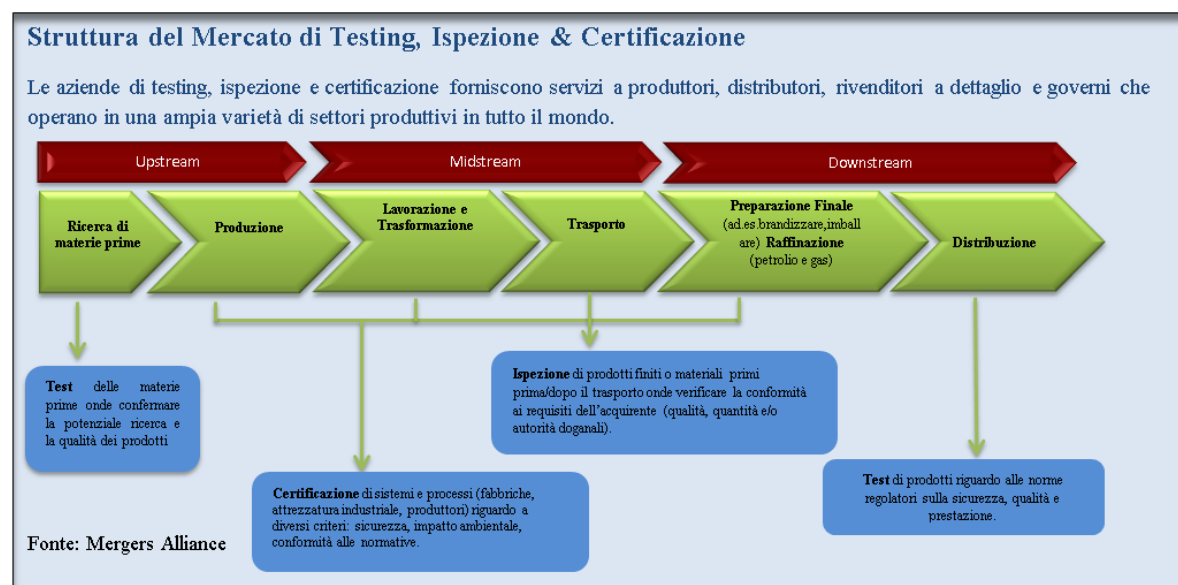 Struttura del Mercato di Testing, Ispezione & Certificazione
Le aziende di testing, ispezione e certificazione forniscono servizi a produttori, distributori, rivenditori a dettaglio e governi che
operano in una ampia varietà di settori produttivi in tutto il mondo.
Upstream
Midstream
Downstream
Ricerca di
materie prime
Produzione
Lavorazione e
Trasformazione
Trasporto
Preparazione Finale
(ad.es.brandizzare,imball
are) Raffinazione
(petrolio e gas)
Distribuzione
Test delle materie
prime onde confermare
la potenziale ricerca e
la qualità dei prodotti
Ispezione di prodotti finiti o materiali primi
prima/dopo il trasporto onde verificare la conformità
ai requisiti dell'acquirente (qualità, quantità e/o
autorità doganali).
Certificazione di sistemi e processi (fabbriche,
attrezzatura industriale, produttori) riguardo a
diversi criteri: sicurezza, impatto ambientale,
conformità alle normative.
Test di prodotti riguardo alle norme
regolatori sulla sicurezza, qualità e
prestazione.
Fonte: Mergers Alliance